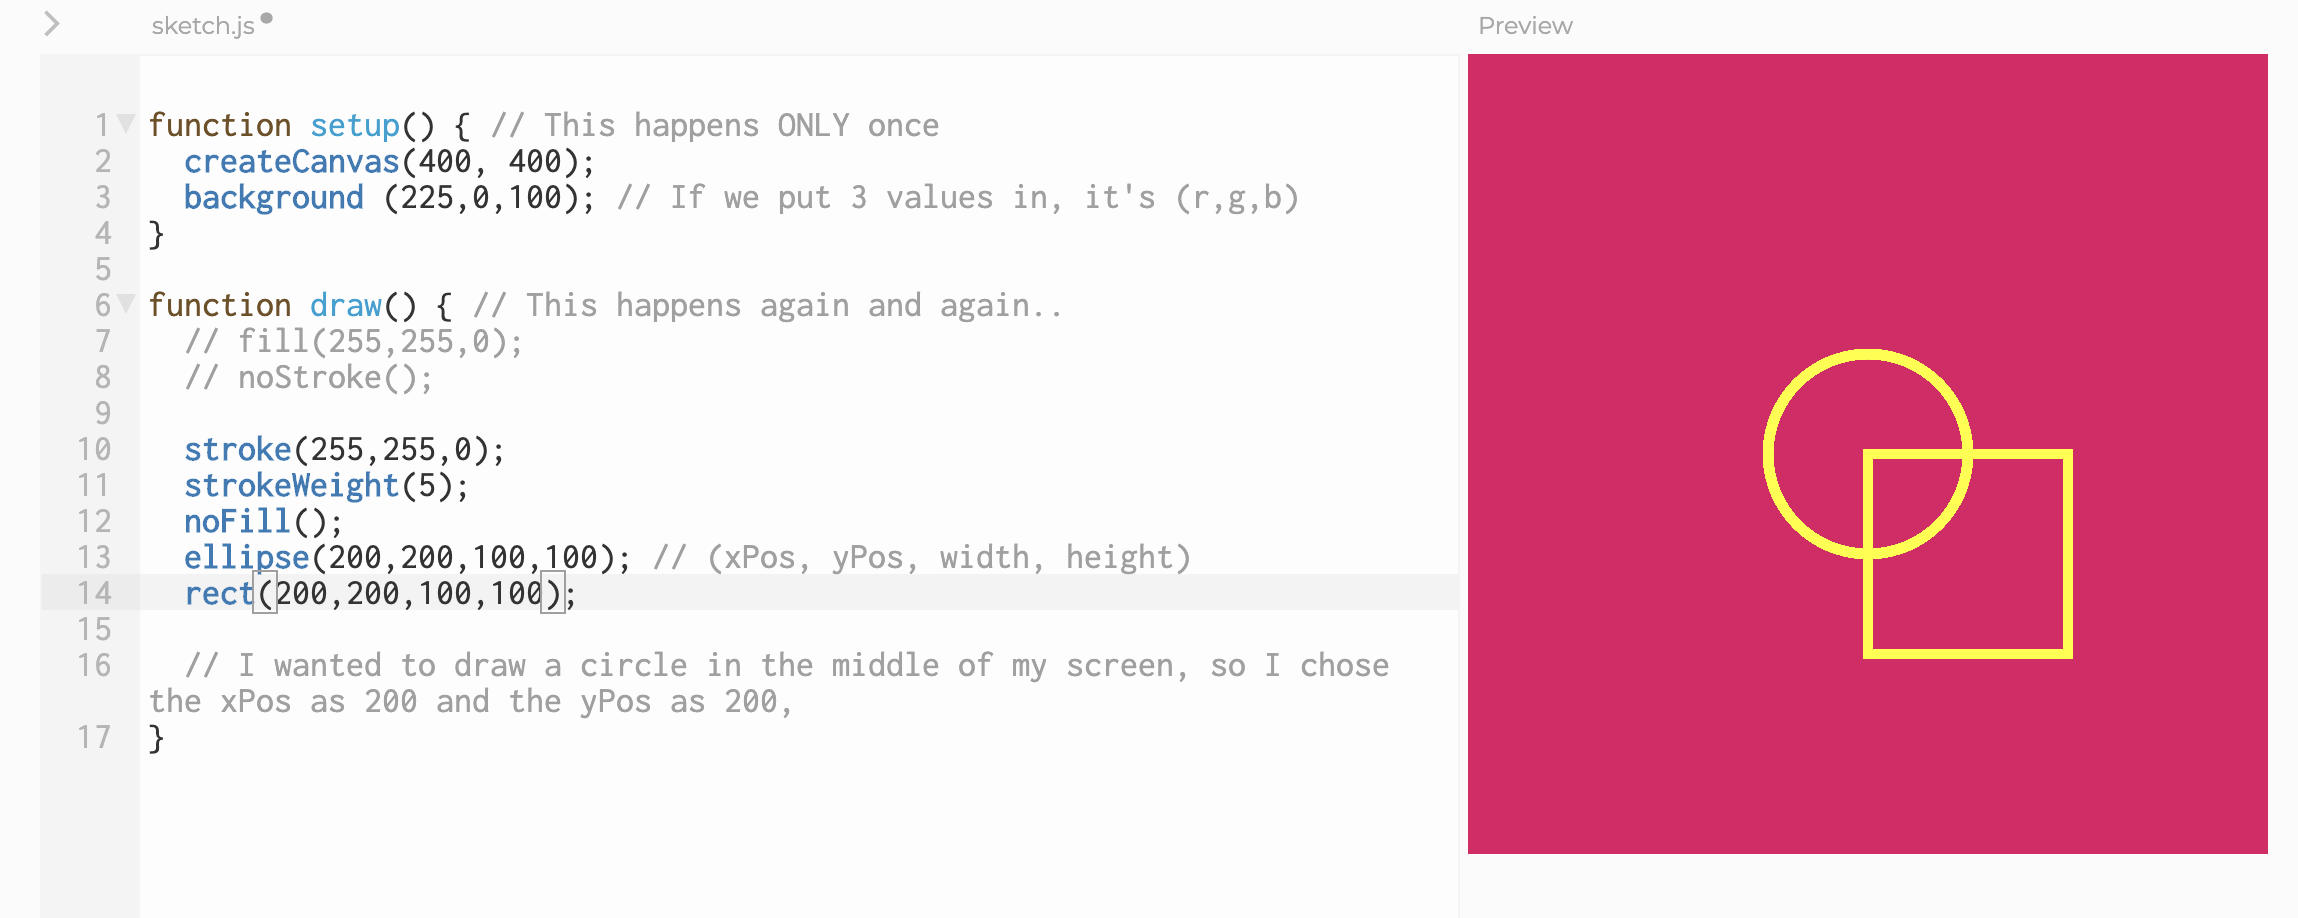 sketch.js
Preview
1 function setup() { // This happens ONLY once
2 createCanvas(400, 400);
3 background (225,0,100); // If we put 3 values in, it's (r,g,b)
4 }
5
6 function draw() { // This happens again and again..
7 // fill(255,255,0);
8 // noStroke();
9
10 stroke(255,255,0);
11 strokeWeight(5);
12 noFill();
13 ellipse(200,200,100,100); // (xPos, yPos, width, height)
14 rect(200,200,100,100);
15
16 // I wanted to draw a circle in the middle of my screen, so I chose
the xPos as 200 and the yPos as 200,
17 }